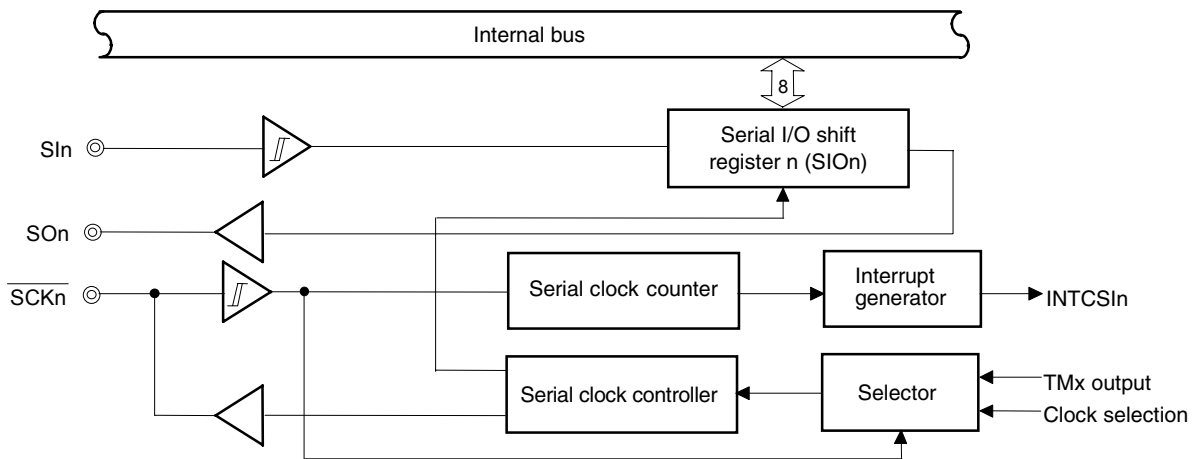 Internal bus
8
SIn
Serial I/O shift
register n (SIOn)
SOn
SCKn
Serial clock counter
Interrupt
generator
INTCSIn
Serial clock controller
Selector
TMx output
Clock selection